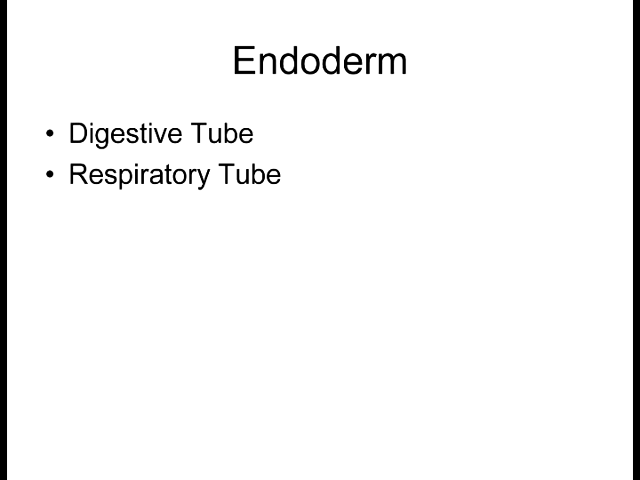 Endoderm
• Digestive Tube
• Respiratory Tube